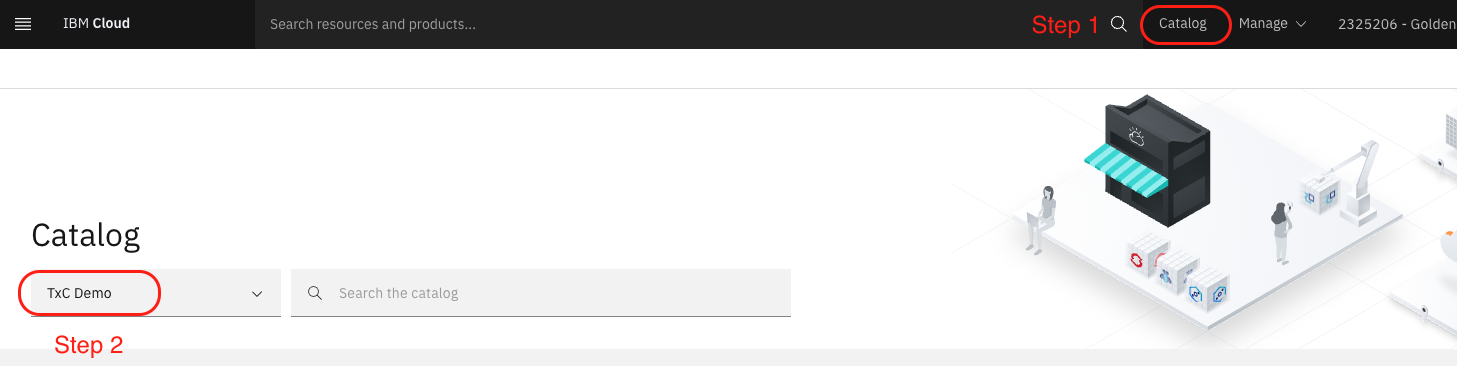 IBM Cloud
Search resources and products...
Step 1
Catalog
Manage
2325206 - Golden
Catalog
TxC Demo
Search the catalog
Step 2